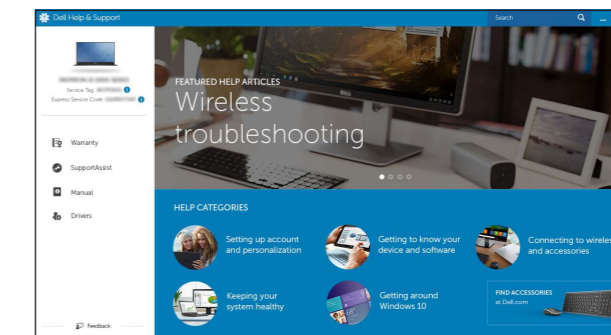 Dell Help & Support
Search
Service Tag:
Express Service Code:
Warranty
SupportAssist
Manual
Drivers
Feedback
FEATURED HELP ARTICLES
Wireless
troubleshooting
HELP CATEGORIES
Setting up account
and personalization
Getting to know your
device and software
Connecting to wireles
and accessories
Keeping your
system healthy
Getting around
Windows 10
FIND ACCESSORIES
at Dell.com